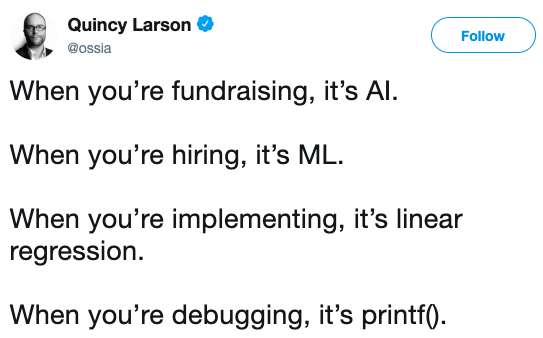 Quincy Larson
@ossia
Follow
When you’re fundraising, it’s AI.
When you’re hiring, it’s ML.
When you’re implementing, it’s linear
regression.
When you’re debugging, it’s printf().